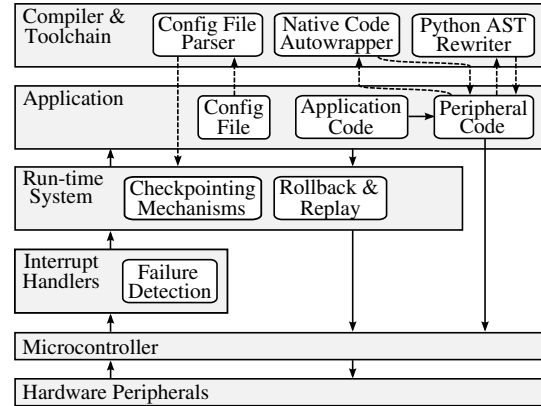 Compiler &
Toolchain
Config File
Parser
Native Code
Autowrapper
Python AST
Rewriter
Application
Config
File
Application
Code
Peripheral
Code
Run-time
System
Checkpointing
Mechanisms
Rollback &
Replay
Interrupt
Handlers
Failure
Detection
Microcontroller
Hardware Peripherals